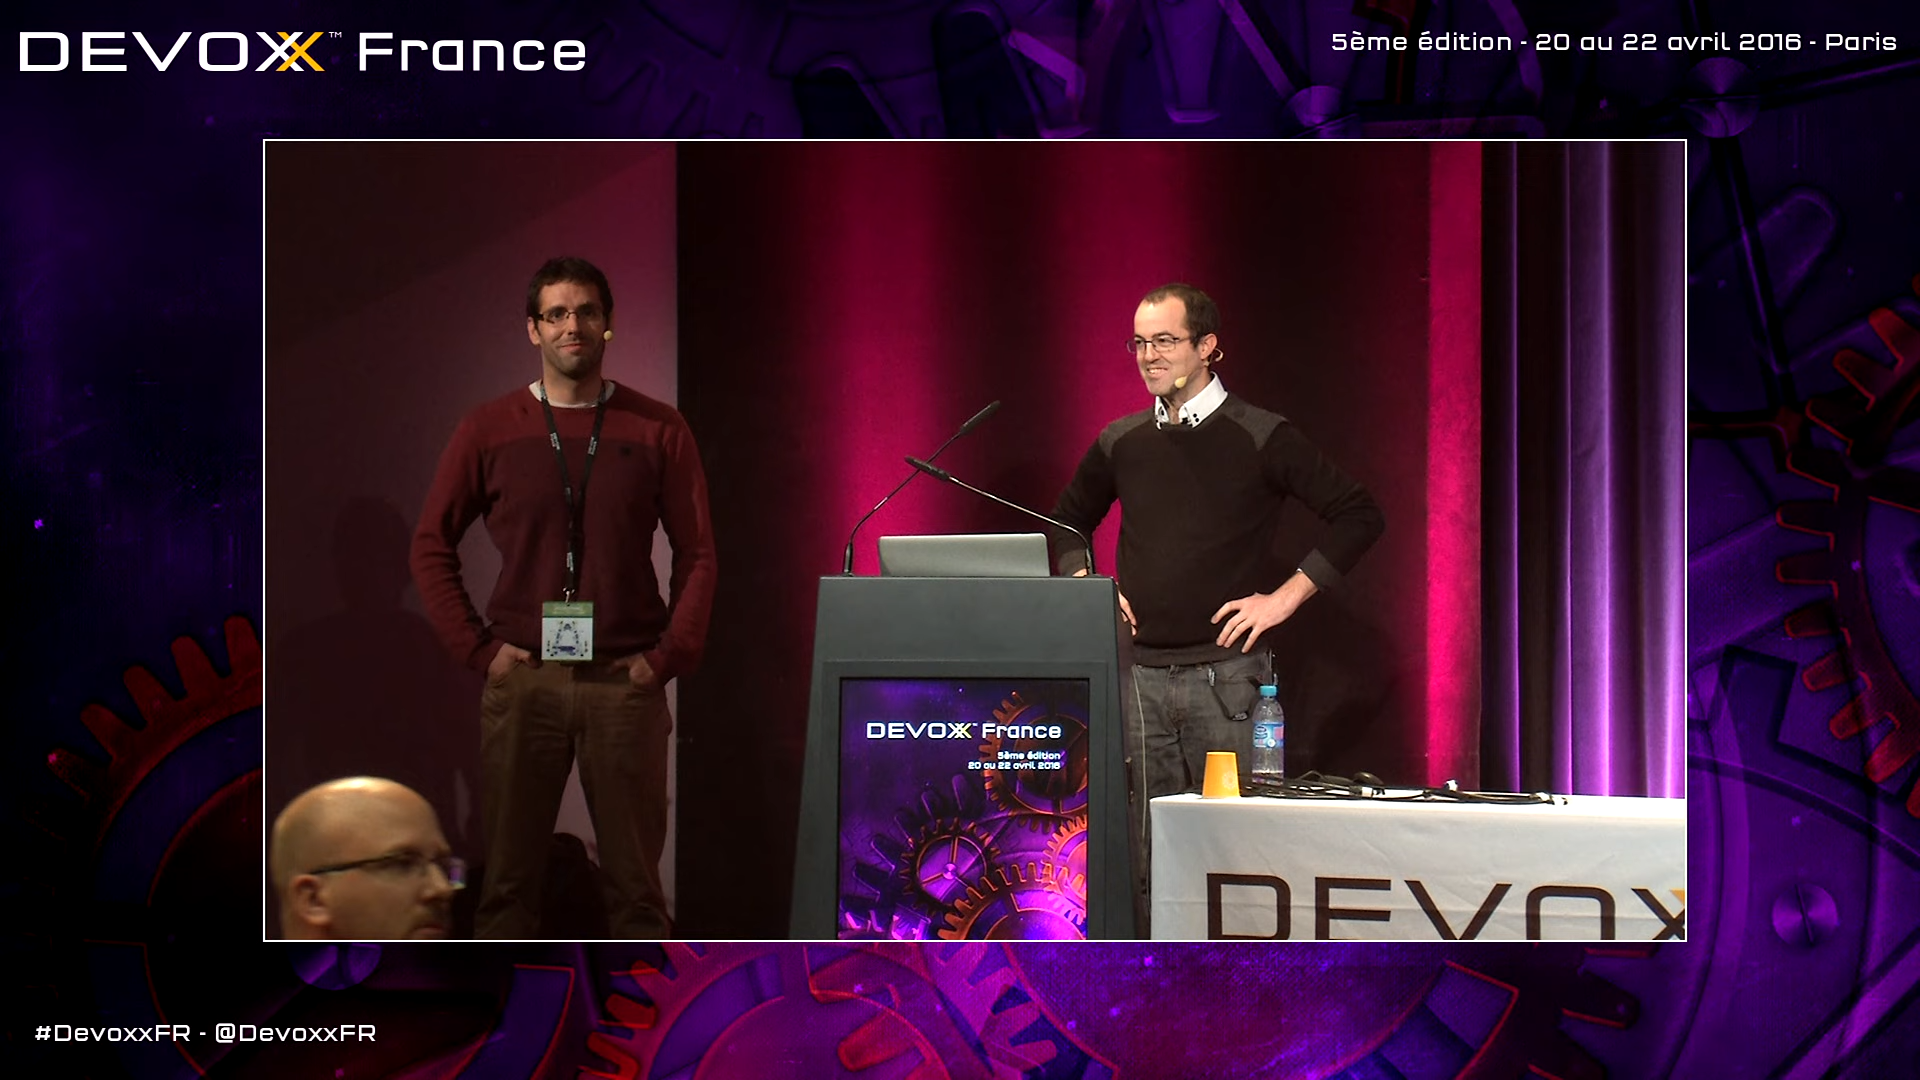 DEVOXX™ France
5ème édition - 20 au 22 avril 2016 - Paris
DEVOXX™ France
5ème édition
20 au 22 avril 2016
DEVOX
#DevoxxFR - @DevoxxFR